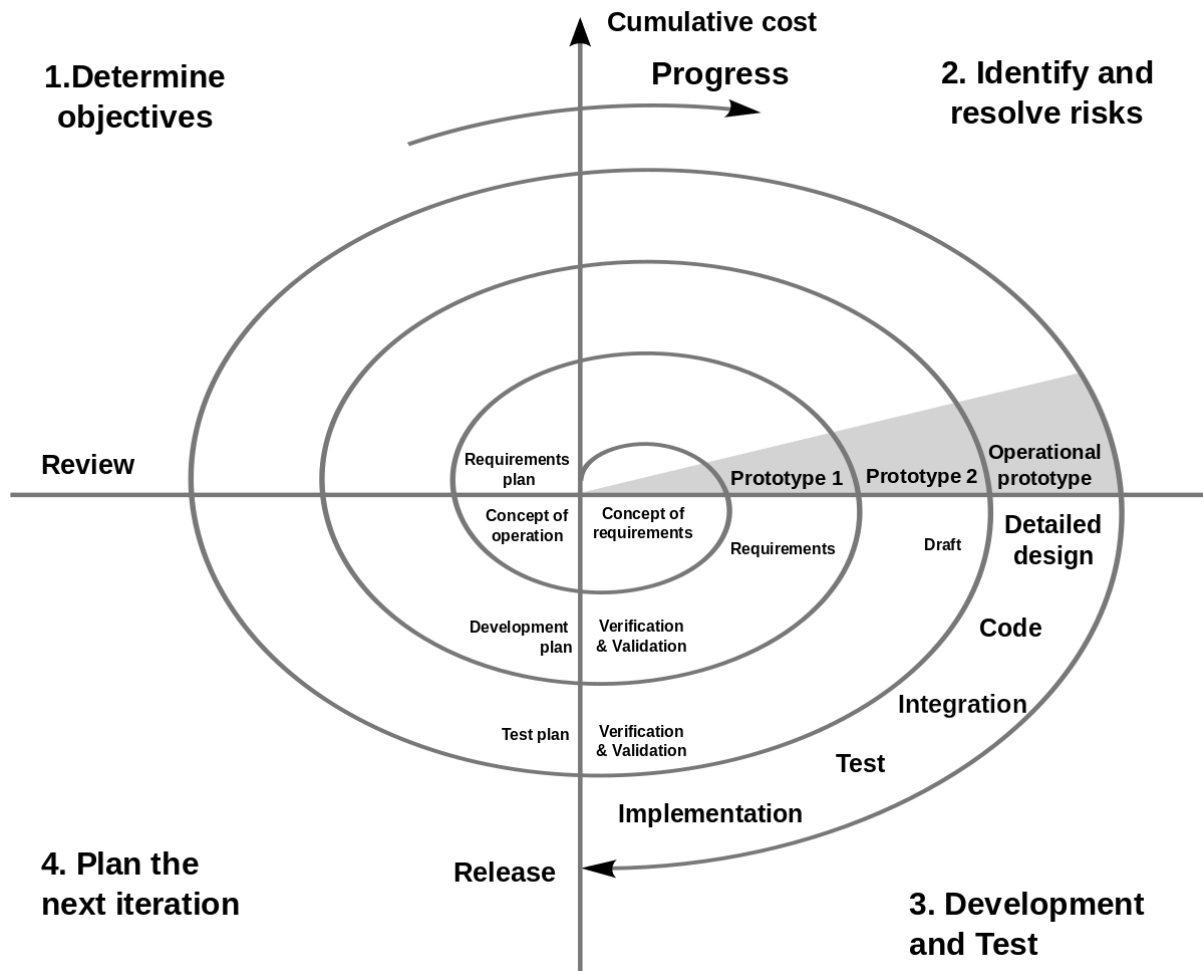 Cumulative cost
Progress
1.Determine
objectives
2. Identify and
resolve risks
Review
Requirements
plan
Concept of
operation
Concept of
requirements
Prototype 1
Prototype 2
Operational
prototype
Requirements
Draft
Detailed
design
Development
plan
Verification
& Validation
Code
Integration
Test plan
Verification
& Validation
Test
Implementation
Release
4. Plan the
next iteration
3. Development
and Test